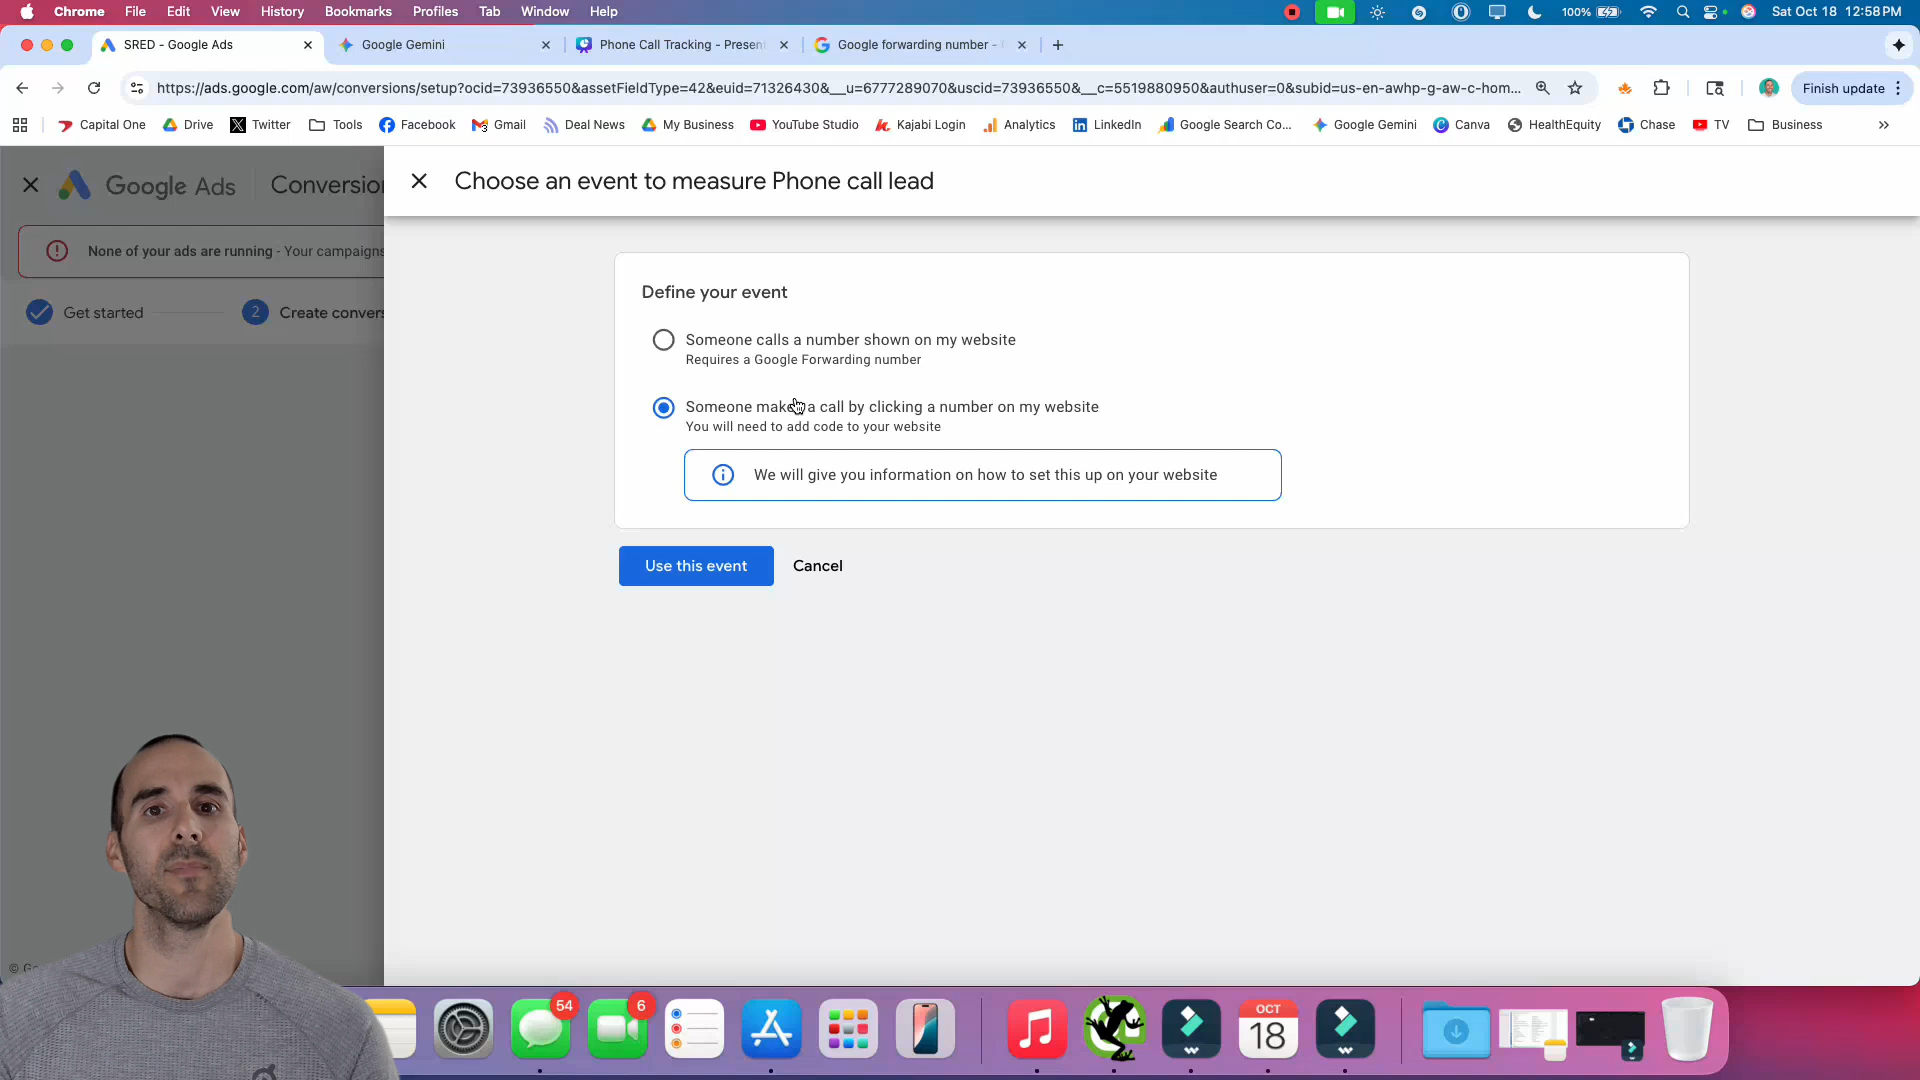 Chrome File Edit View History Bookmarks Profiles Tab Window Help 100% Sat Oct 18 12:58 PM
SRED - Google Ads
Google Gemini
Phone Call Tracking - Presen
Google forwarding number -
https://ads.google.com/aw/conversions/setup?ocid=73936550&assetFieldType=42&euid=71326430&__u=6777289070&uscid=73936550&__c=5519880950&authuser=0&subid=us-en-awhp-g-aw-c-hom...
Finish update
Capital One Drive Twitter Tools Facebook Gmail Deal News My Business YouTube Studio Kajabi Login Analytics LinkedIn Google Search Co... Google Gemini Canva HealthEquity Chase TV Business
Google Ads Conversion
Choose an event to measure Phone call lead
None of your ads are running - Your campaigns
Get started
2 Create convers
Define your event
Someone calls a number shown on my website
Requires a Google Forwarding number
Someone makes a call by clicking a number on my website
You will need to add code to your website
We will give you information on how to set this up on your website
Use this event
Cancel
© Go
54
6
OCT
18